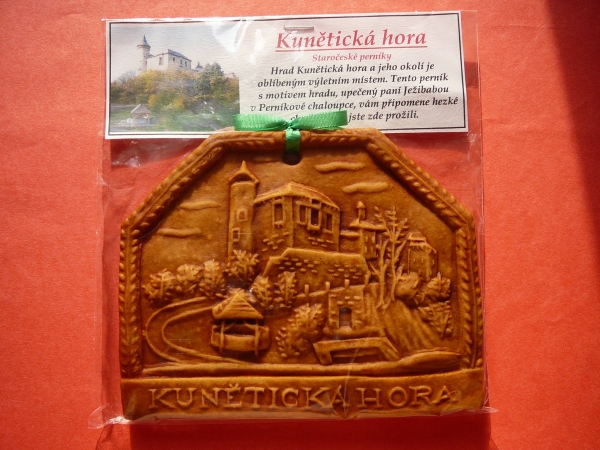 Kunětická hora
Staročeské perníky
Hrad Kunětická hora a jeho okolí je
oblíbeným výletním místem. Tento perník
s motivem hradu, upečený paní Ježibabou
v Perníkové chaloupce, vám připomene hezké
jste zde prožili.
KUNĚTICKÁ HORA